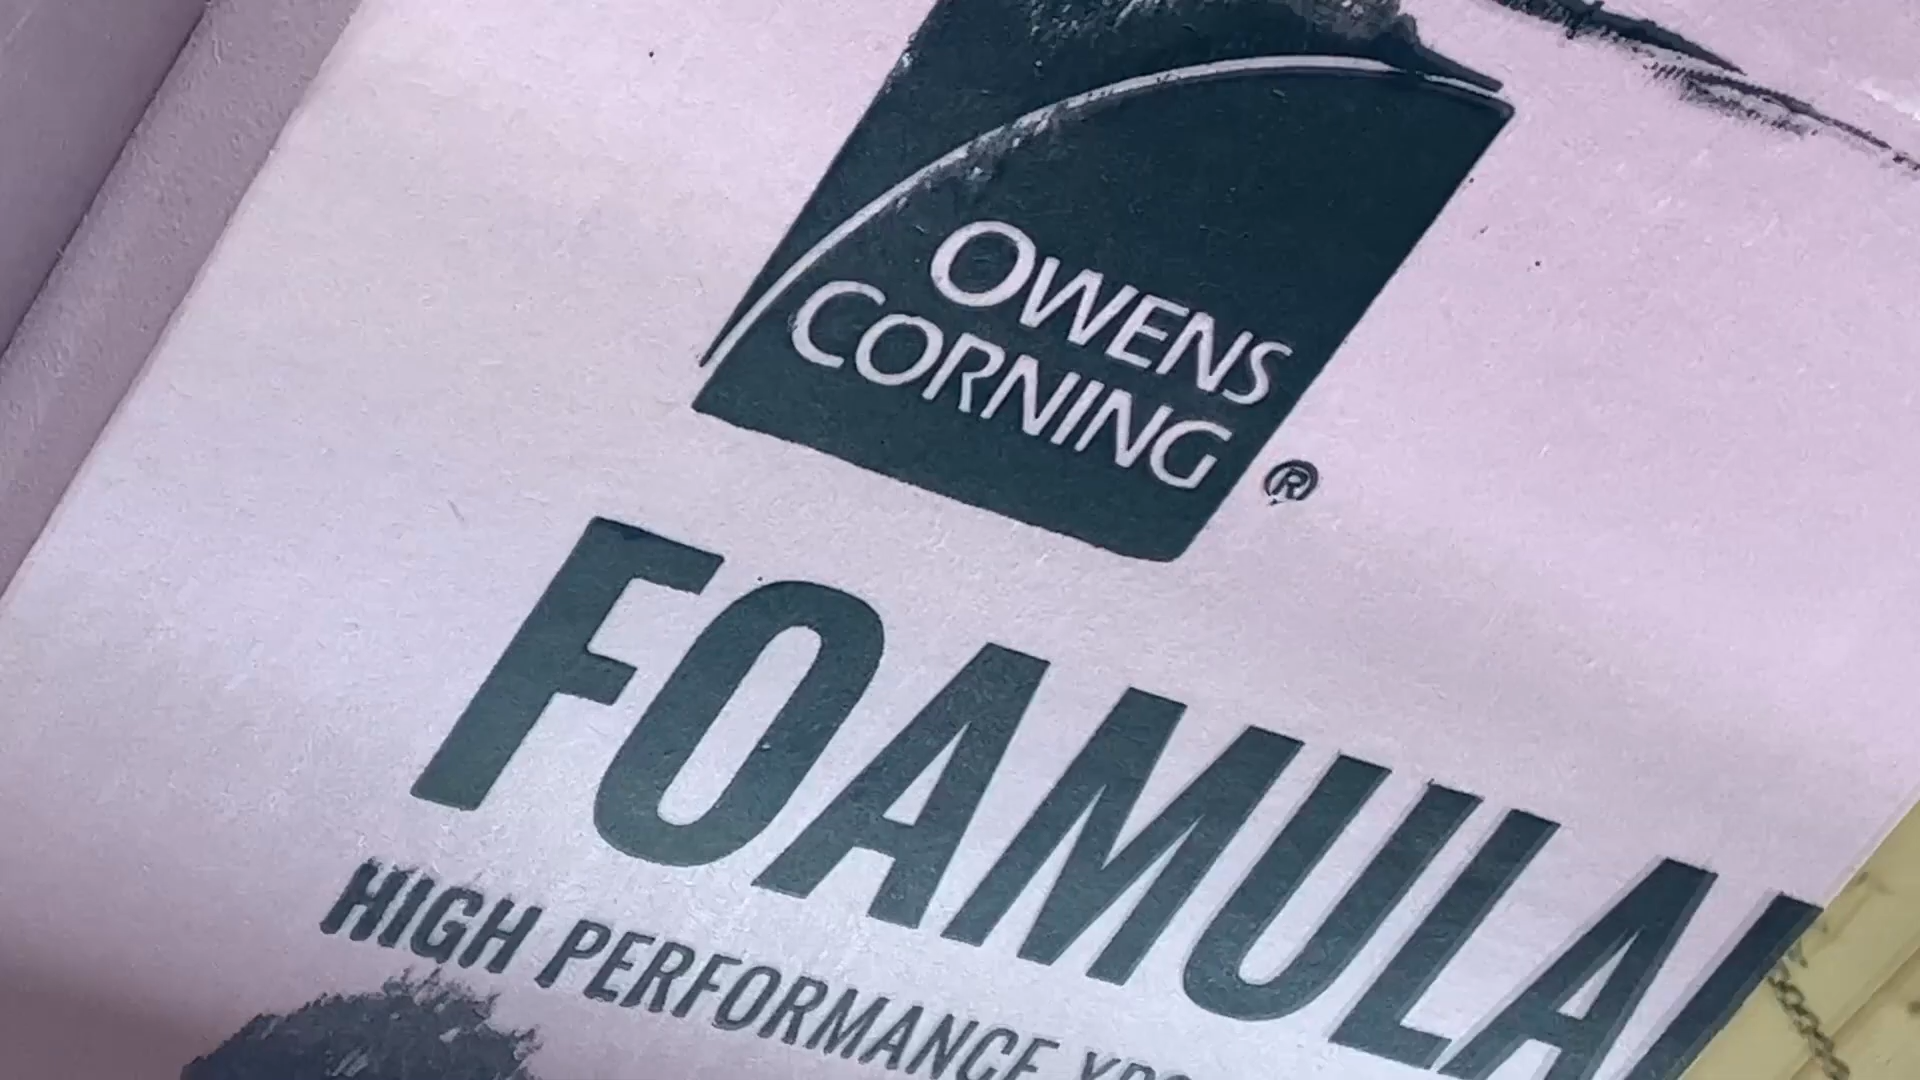 OWENS
CORNING
®
FOAMULA
HIGH PERFORMANCE